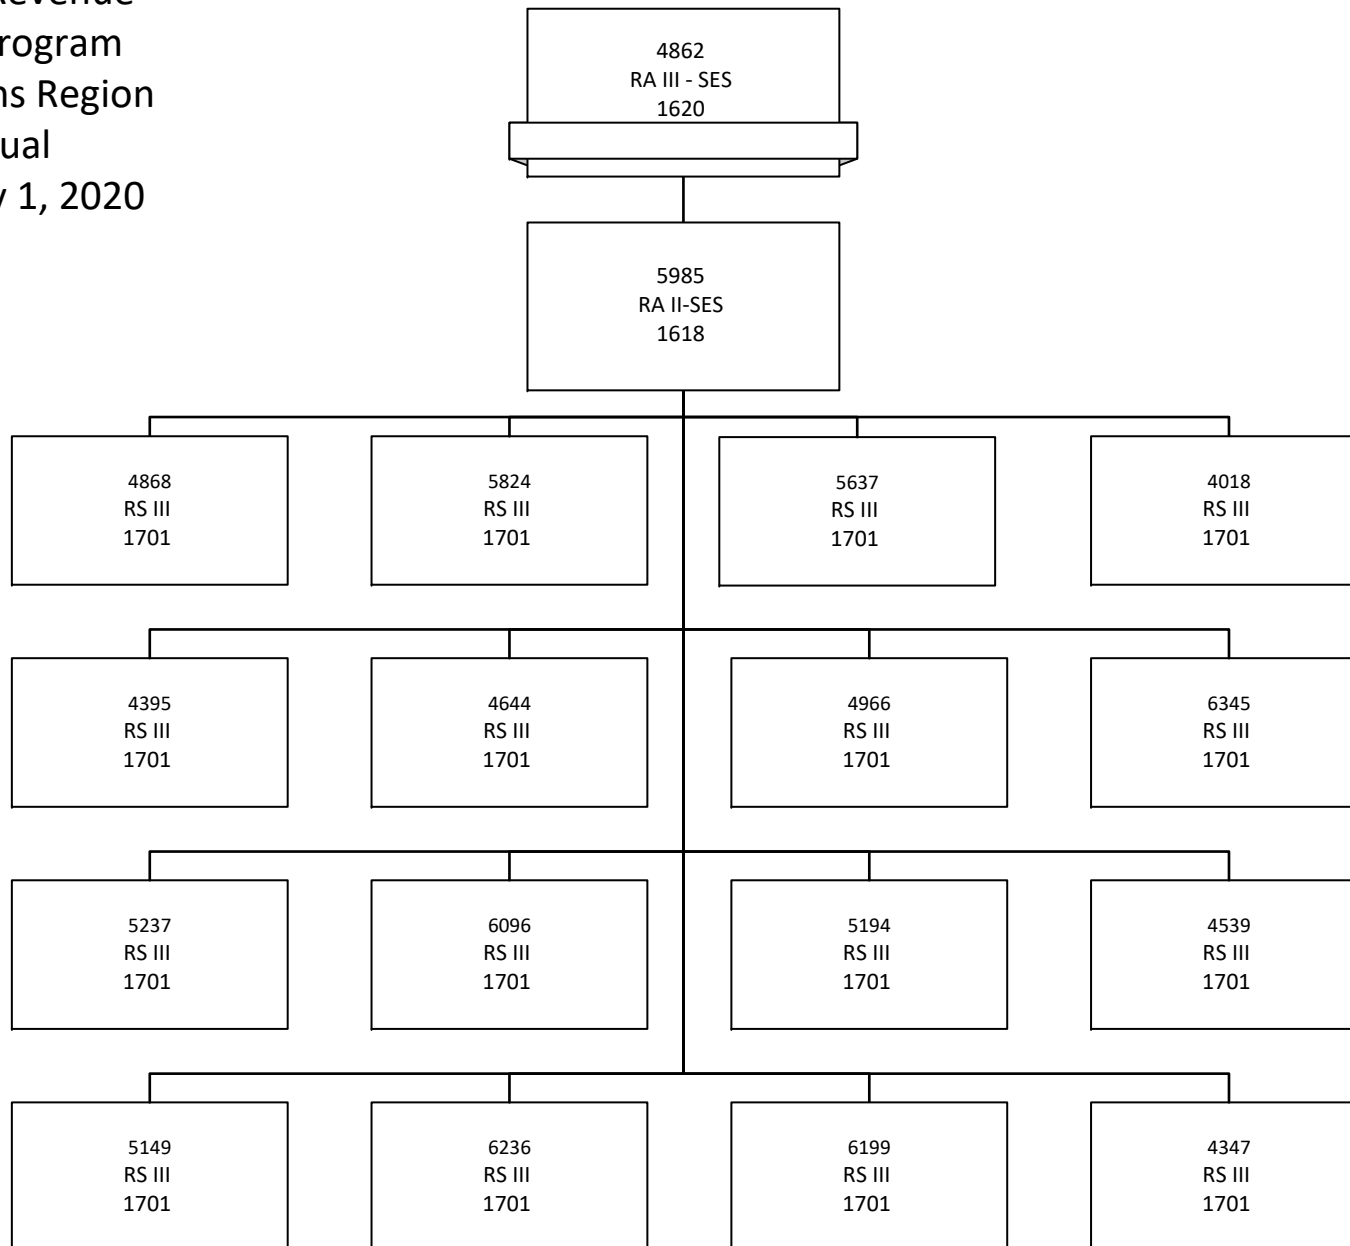 Revenue
rogram
ns Region
ual
y 1, 2020
4862
RA III - SES
1620
5985
RA II-SES
1618
4868
RS III
1701
5824
RS III
1701
5637
RS III
1701
4018
RS III
1701
4395
RS III
1701
4644
RS III
1701
4966
RS III
1701
6345
RS III
1701
5237
RS III
1701
6096
RS III
1701
5194
RS III
1701
4539
RS III
1701
5149
RS III
1701
6236
RS III
1701
6199
RS III
1701
4347
RS III
1701